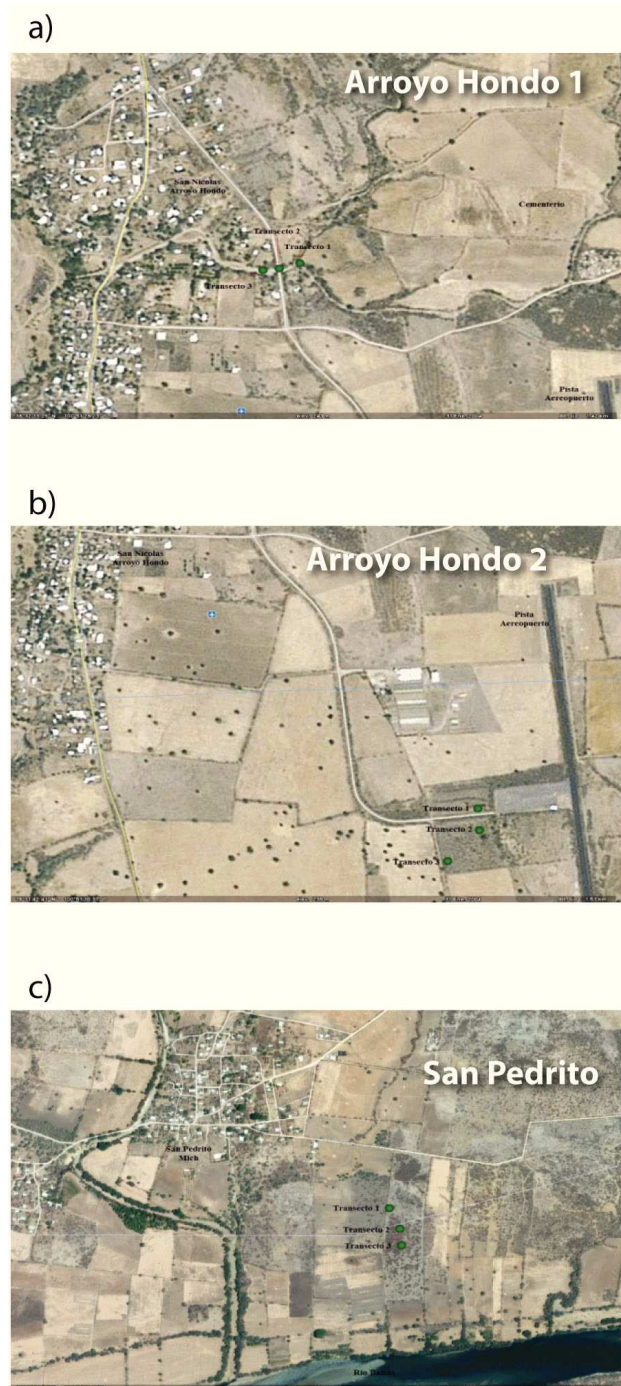 a)
Arroyo Hondo 1
San Nicolas
Arroyo Hondo
Cementerio
Transecto 2
Transecto 1
Transecto 3
Pista
Aereopuerto
b)
San Nicolas
Arroyo Hondo
Arroyo Hondo 2
Pista
Aereopuerto
Transecto 1
Transecto 2
Transecto 3
c)
San Pedrito
San Pedrito
Mich
Transecto 1
Transecto 2
Transecto 3